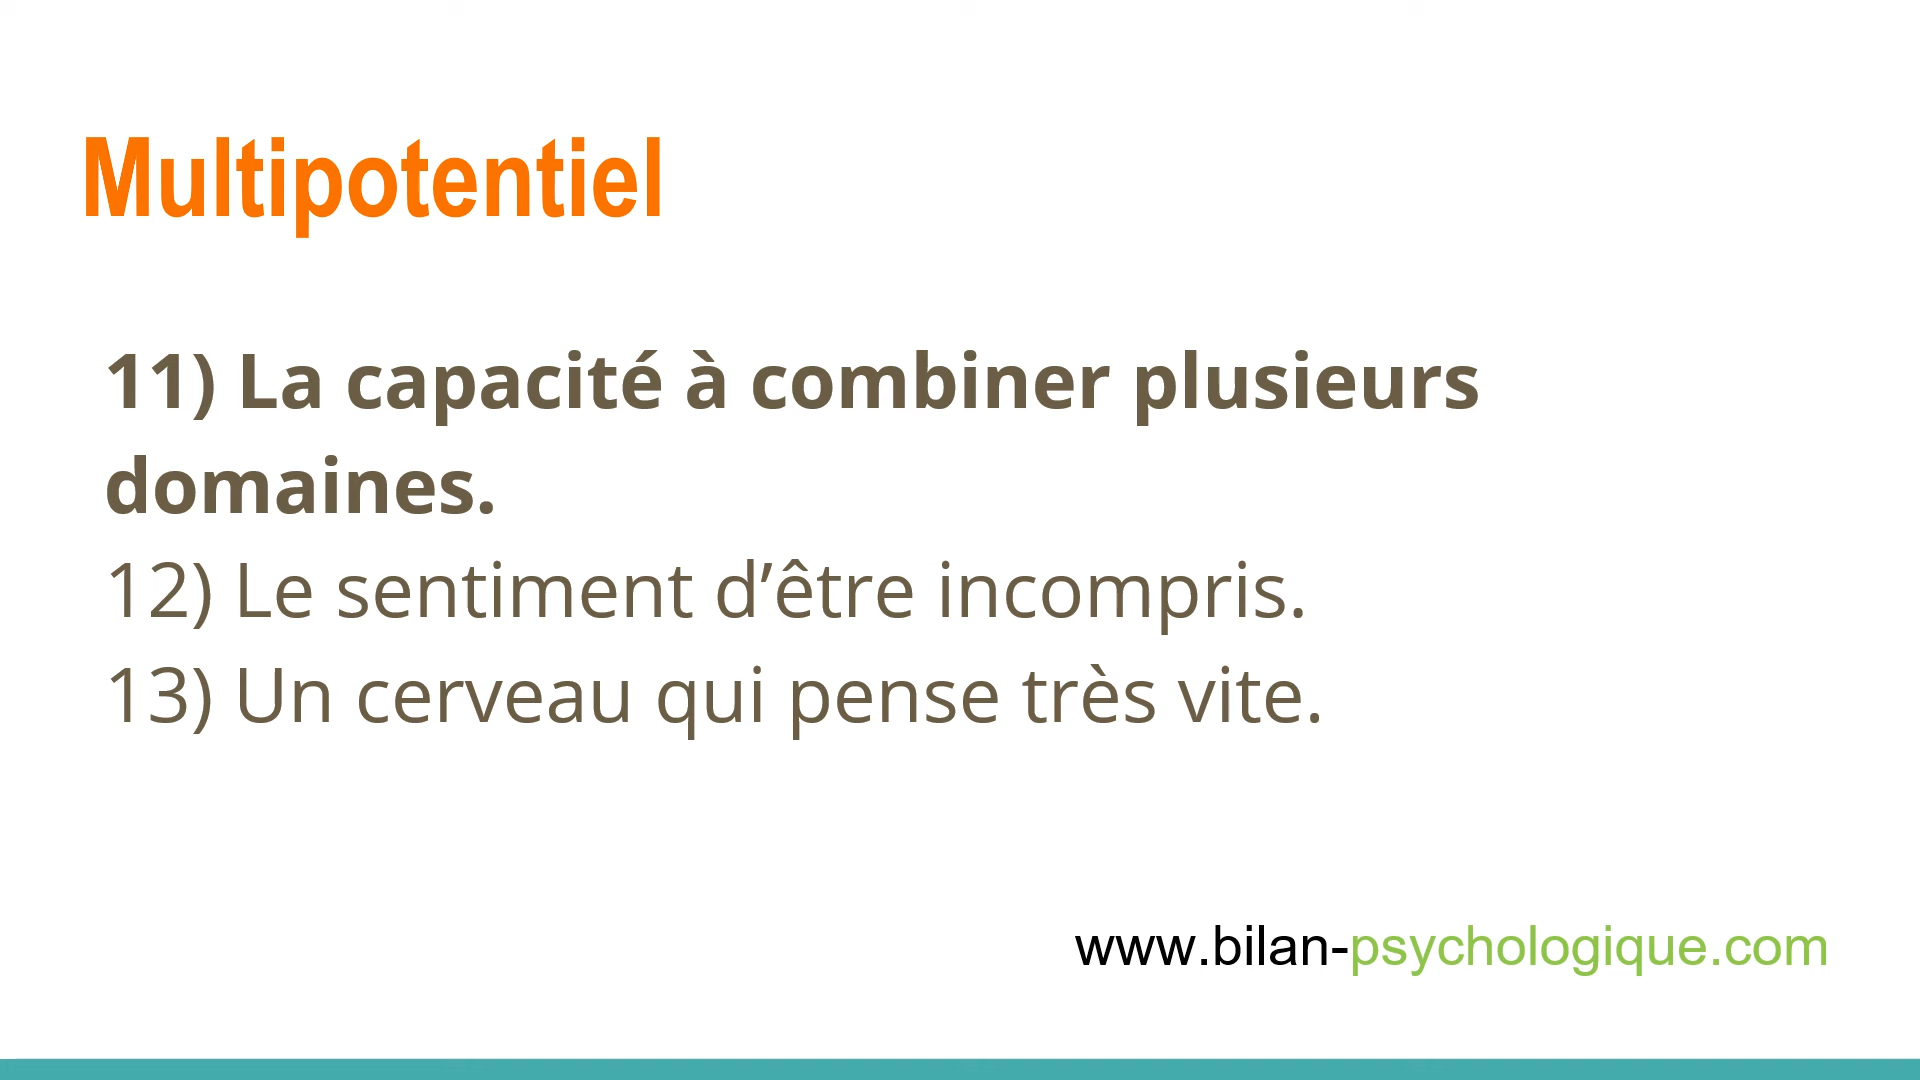 Multipotentiel
11) La capacité à combiner plusieurs
domaines.
12) Le sentiment d’être incompris.
13) Un cerveau qui pense très vite.
www.bilan-psychologique.com